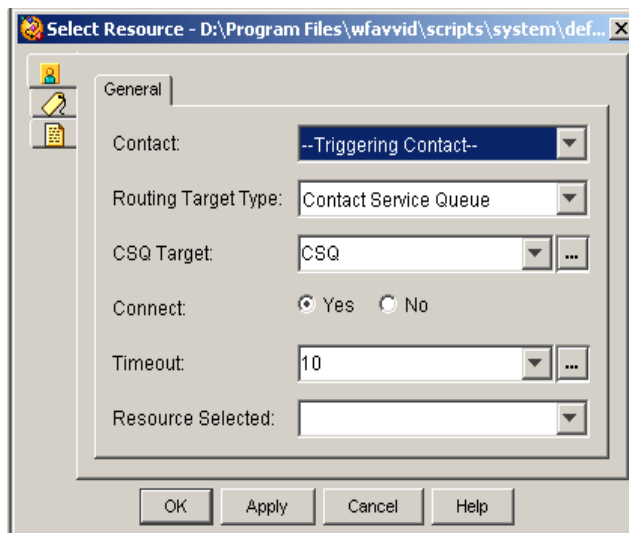 Select Resource - D:\Program Files\wfavvid\scripts\system\def...
General
Contact: --Triggering Contact--
Routing Target Type: Contact Service Queue
CSQ Target: CSQ ...
Connect: Yes No
Timeout: 10 ...
Resource Selected:
OK Apply Cancel Help